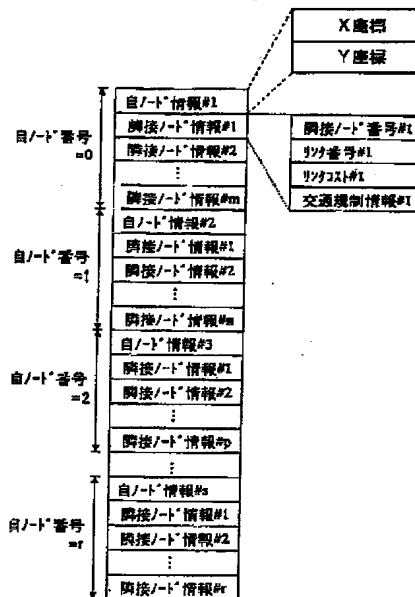 X座標
Y座標
自ノード情報#1
隣接ノード情報#1
隣接ノード情報#2
⋮
隣接ノード情報#m
自ノード番号
=0
隣接ノード番号#1
リンク番号#1
リンクコスト#1
交通規制情報#1
自ノード情報#2
隣接ノード情報#1
隣接ノード情報#2
⋮
隣接ノード情報#n
自ノード番号
=1
自ノード情報#3
隣接ノード情報#1
隣接ノード情報#2
⋮
隣接ノード情報#p
自ノード番号
=2
⋮
自ノード情報#s
隣接ノード情報#1
隣接ノード情報#2
⋮
隣接ノード情報#r
自ノード番号
=r